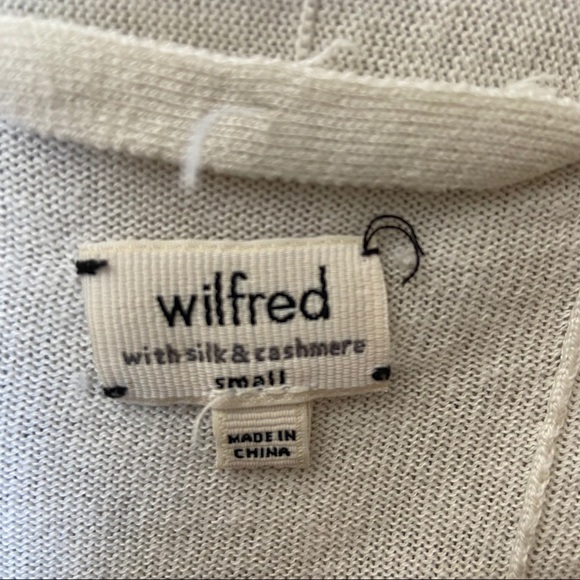 wilfred
with silk & cashmere
small
MADE IN
CHINA